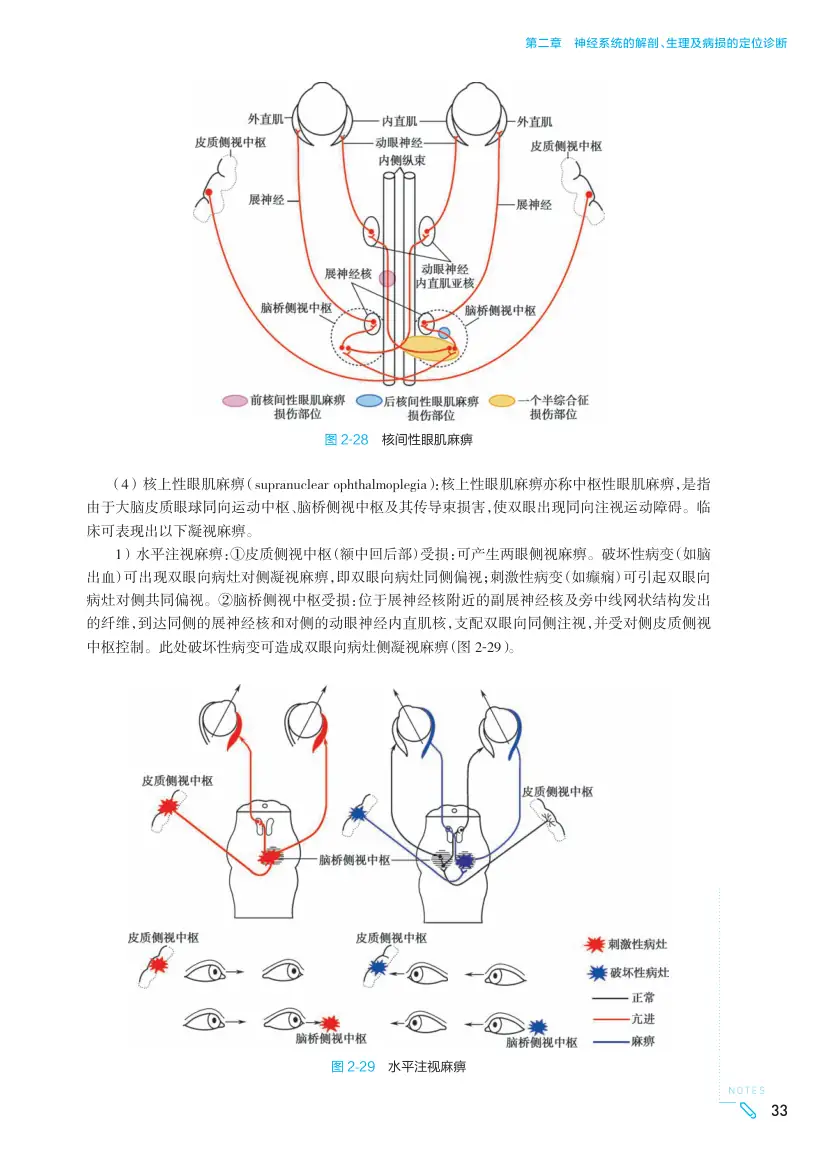 第二章 神经系统的解剖、生理及病损的定位诊断
外直肌
内直肌
外直肌
皮质侧视中枢
动眼神经
皮质侧视中枢
内侧纵束
展神经
展神经
展神经核
动眼神经
内直肌亚核
脑桥侧视中枢
脑桥侧视中枢
前核间性眼肌麻痹
损伤部位
后核间性眼肌麻痹
损伤部位
一个半综合征
损伤部位
图 2-28 核间性眼肌麻痹
（4）核上性眼肌麻痹（supranuclear ophthalmoplegia）：核上性眼肌麻痹亦称中枢性眼肌麻痹，是指
由于大脑皮质眼球同向运动中枢、脑桥侧视中枢及其传导束损害，使双眼出现同向注视运动障碍。临
床可表现出以下凝视麻痹。
1）水平注视麻痹：①皮质侧视中枢（额中回后部）受损：可产生两眼侧视麻痹。破坏性病变（如脑
出血）可出现双眼向病灶对侧凝视麻痹，即双眼向病灶同侧偏视；刺激性病变（如癫痫）可引起双眼向
病灶对侧共同偏视。②脑桥侧视中枢受损：位于展神经核附近的副展神经核及旁中线网状结构发出
的纤维，到达同侧的展神经核和对侧的动眼神经内直肌核，支配双眼向同侧注视，并受对侧皮质侧视
中枢控制。此处破坏性病变可造成双眼向病灶侧凝视麻痹（图 2-29）。
皮质侧视中枢
皮质侧视中枢
脑桥侧视中枢
皮质侧视中枢
皮质侧视中枢
刺激性病灶
破坏性病灶
正常
亢进
麻痹
脑桥侧视中枢
脑桥侧视中枢
图 2-29 水平注视麻痹
NOTES
33